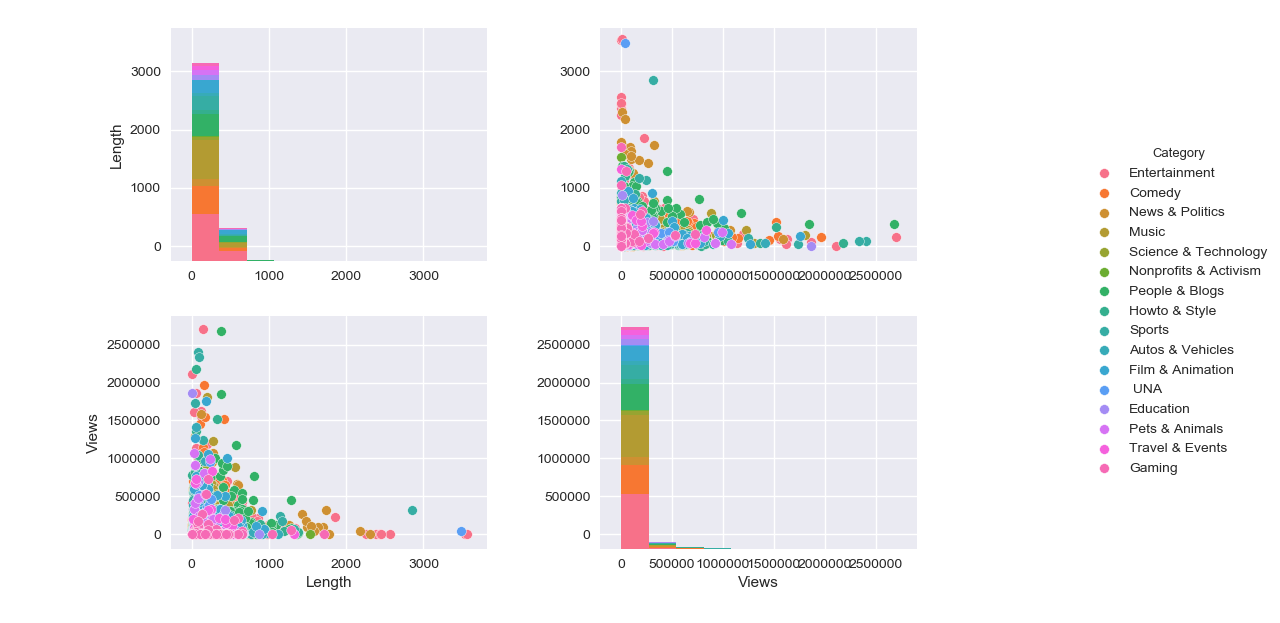 3000
2000
1000
0
Length
0
1000
2000
3000
3000
2000
1000
0
0
500000
1000000
1500000
2000000
2500000
Category
Entertainment
Comedy
News & Politics
Music
Science & Technology
Nonprofits & Activism
People & Blogs
Howto & Style
Sports
Autos & Vehicles
Film & Animation
UNA
Education
Pets & Animals
Travel & Events
Gaming
2500000
2000000
1500000
1000000
500000
0
Views
0
1000
2000
3000
Length
2500000
2000000
1500000
1000000
500000
0
0
500000
1000000
1500000
2000000
2500000
Views